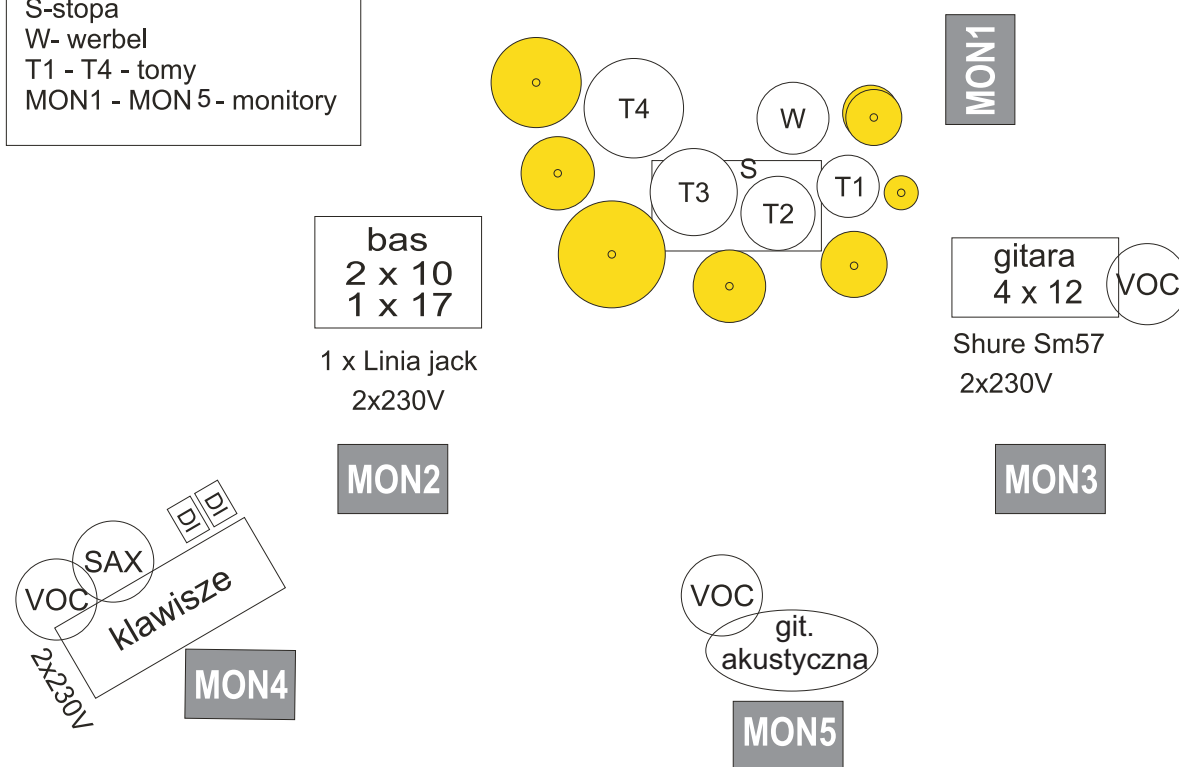 S-stopa
W- werbel
T1 - T4 - tomy
MON1 - MON 5 - monitory
MON1
T4
W
S
T3
T2
T1
bas
2 x 10
1 x 17
1 x Linia jack
2x230V
gitara
4 x 12
VOC
Shure Sm57
2x230V
MON2
MON3
DI
DI
SAX
VOC
klawisze
2x230V
MON4
VOC
git.
akustyczna
MON5